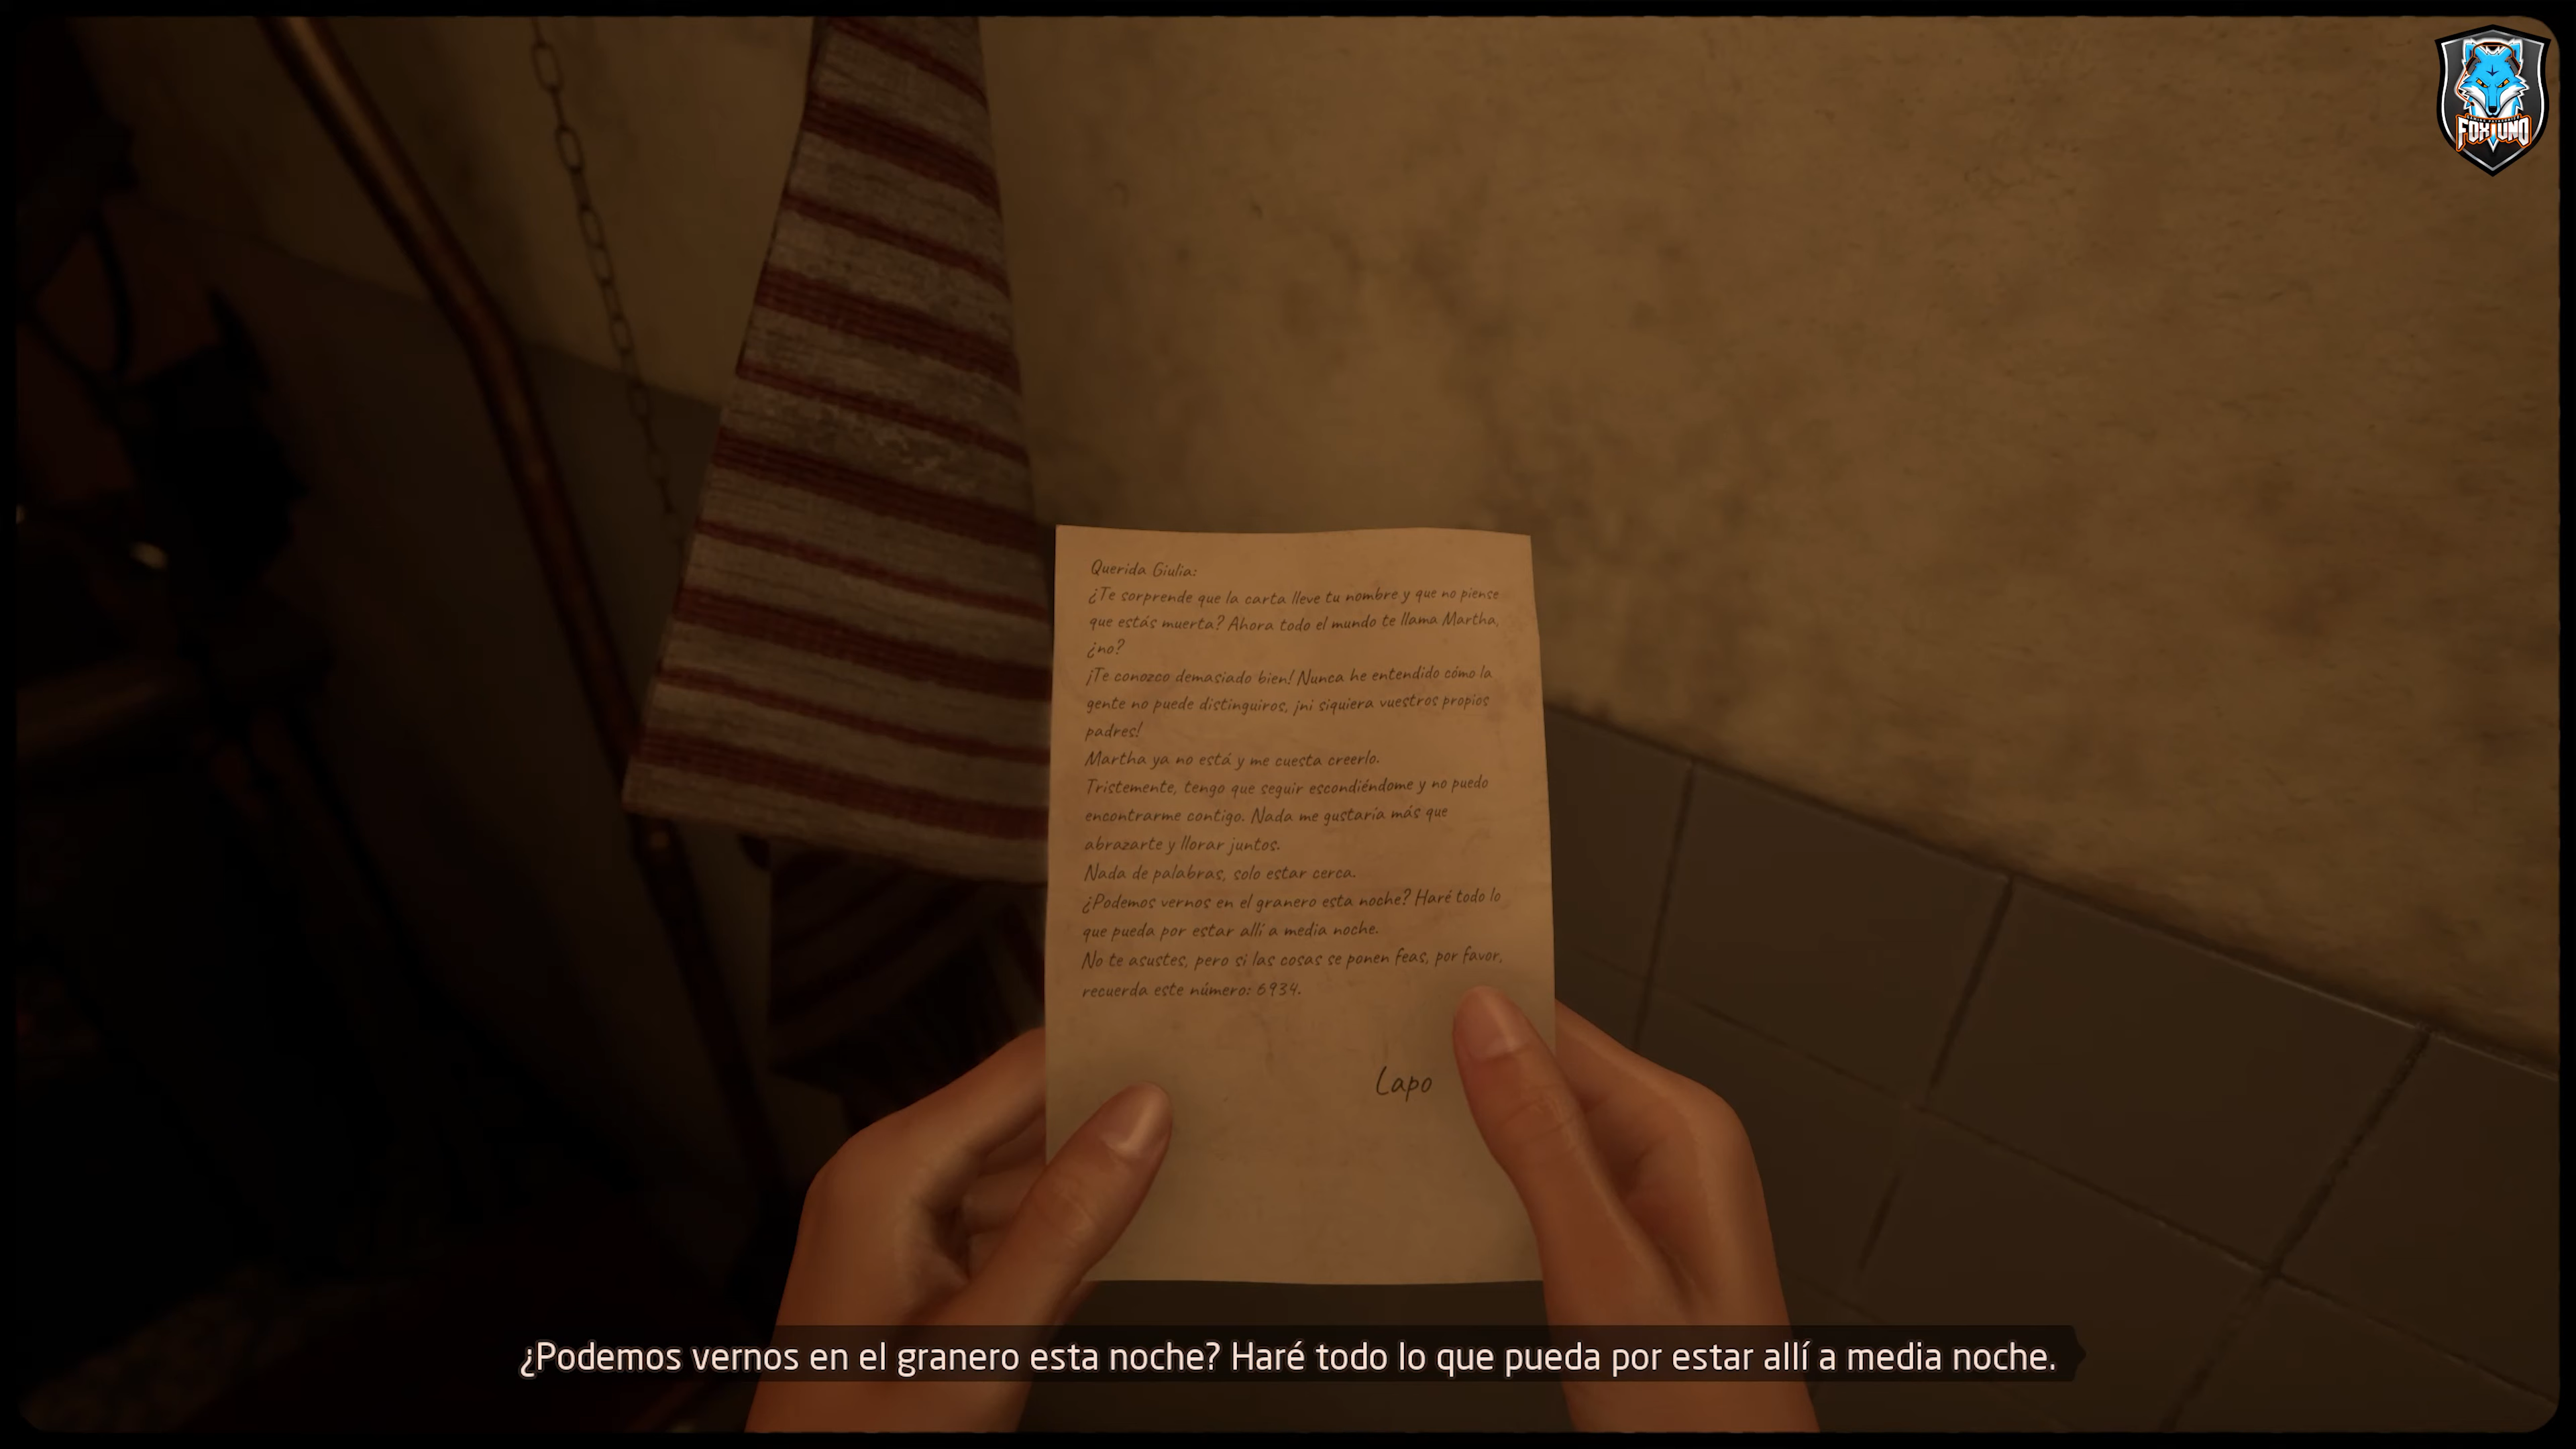 FOXTUNO
Querida Giulia:
¿Te sorprende que la carta lleve tu nombre y que no piense
que estás muerta? Ahora todo el mundo te llama Martha,
¿no?
¡Te conozco demasiado bien! Nunca he entendido cómo la
gente no puede distinguiros, ¡ni siquiera vuestros propios
padres!
Martha ya no está y me cuesta creerlo.
Tristemente, tengo que seguir escondiéndome y no puedo
encontrarme contigo. Nada me gustaría más que
abrazarte y llorar juntos.
Nada de palabras, solo estar cerca.
¿Podemos vernos en el granero esta noche? Haré todo lo
que pueda por estar allí a media noche.
No te asustes, pero si las cosas se ponen feas, por favor,
recuerda este número: 6934.
Lapo
¿Podemos vernos en el granero esta noche? Haré todo lo que pueda por estar allí a media noche.